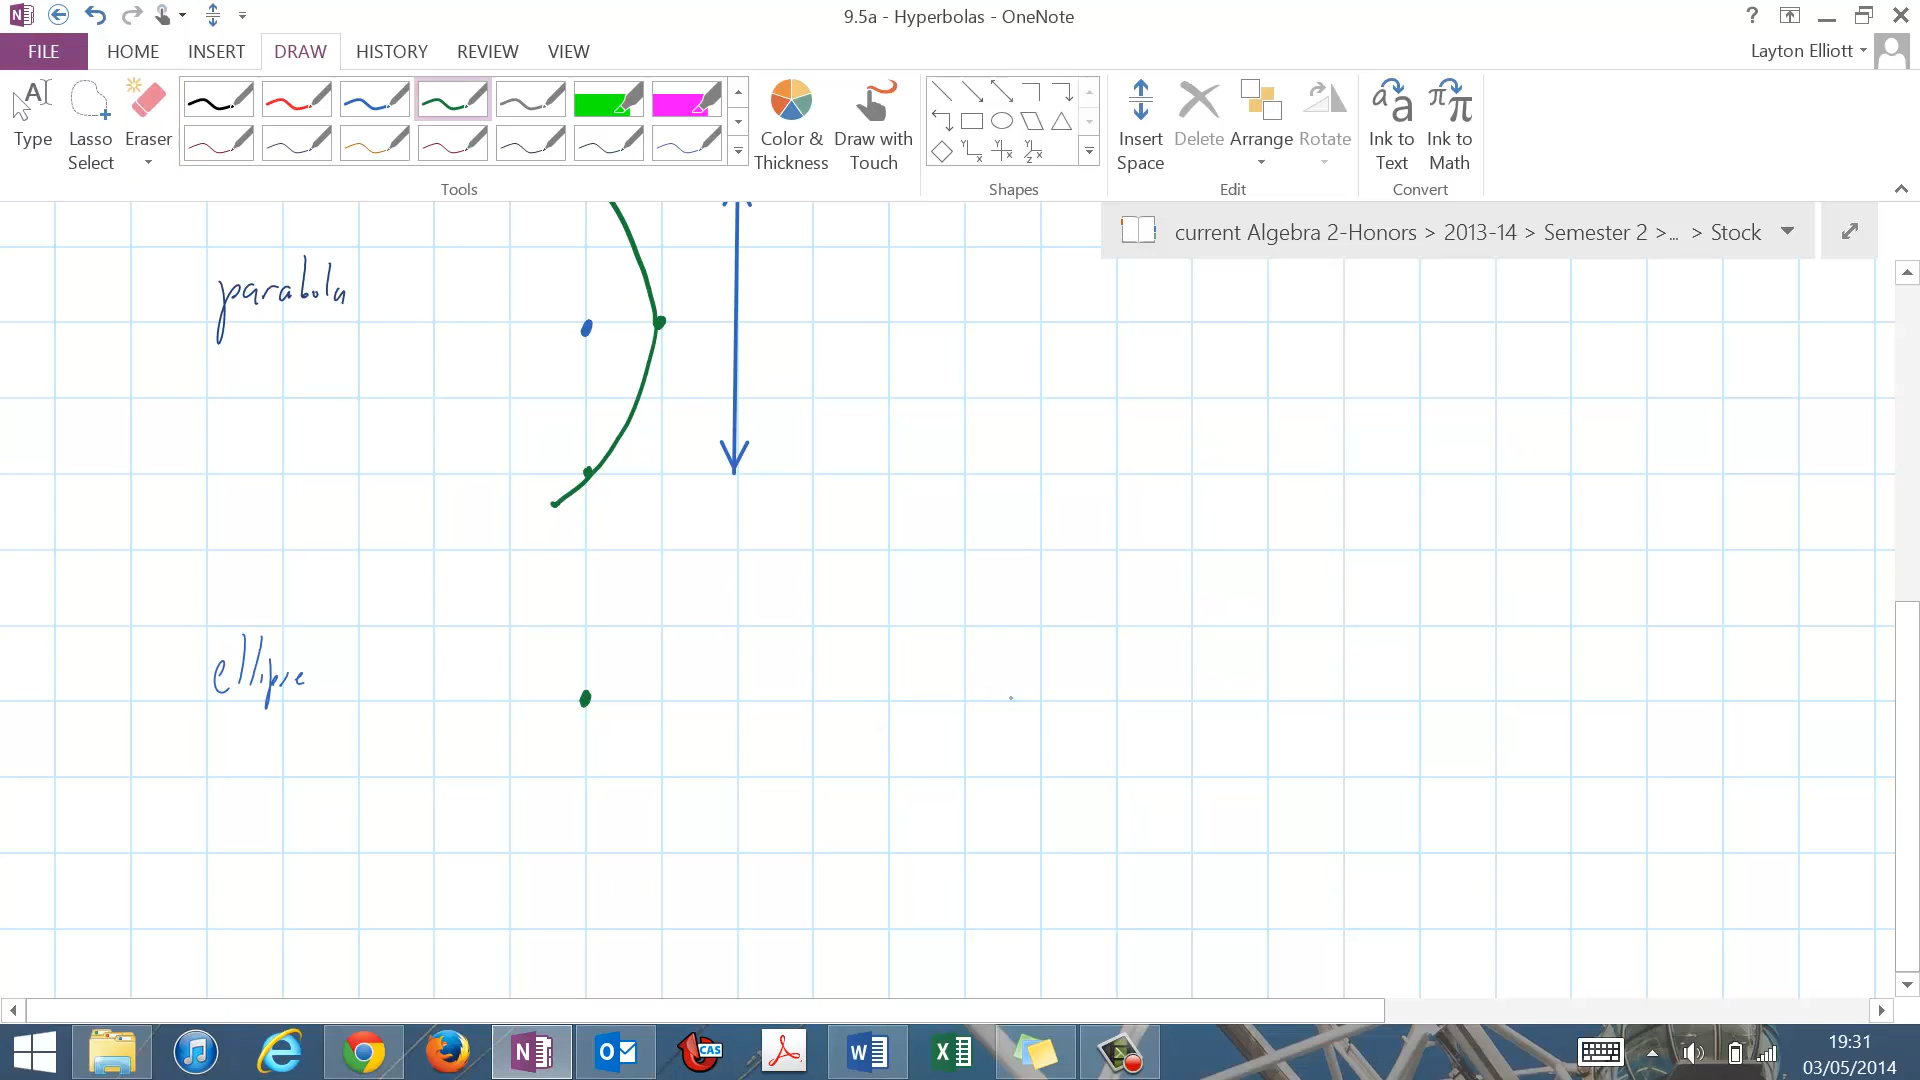 9.5a - Hyperbolas - OneNote
?
FILE HOME INSERT DRAW HISTORY REVIEW VIEW
Layton Elliott
Type
Lasso Select
Eraser
Color & Thickness
Draw with Touch
Insert Space
Delete
Arrange
Rotate
Ink to Text
Ink to Math
Tools
Shapes
Edit
Convert
current Algebra 2-Honors > 2013-14 > Semester 2 >... > Stock
parabola
ellipse
CAS
19:31
03/05/2014